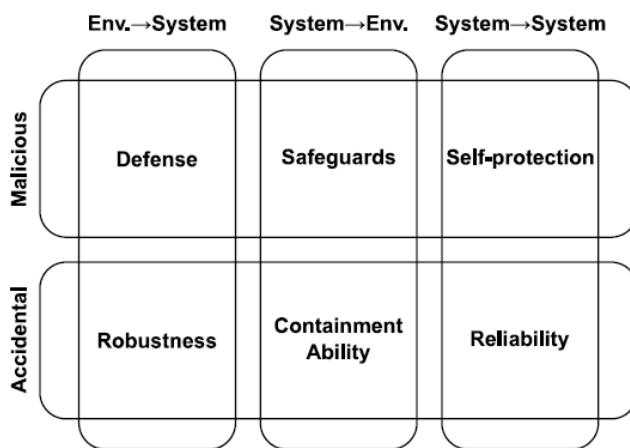 Env.→System System→Env. System→System
Malicious
Defense Safeguards Self-protection
Accidental
Robustness Containment Ability Reliability